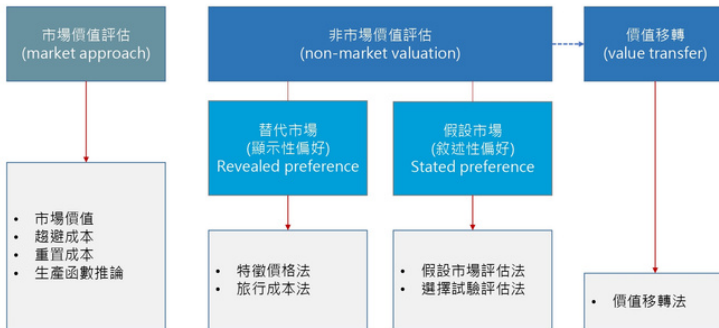 市場價值評估
(market approach)
非市場價值評估
(non-market valuation)
價值移轉
(value transfer)
替代市場
(顯示性偏好)
Revealed preference
假設市場
(敘述性偏好)
Stated preference
• 市場價值
• 趨避成本
• 重置成本
• 生產函數推論
• 特徵價格法
• 旅行成本法
• 假設市場評估法
• 選擇試驗評估法
• 價值移轉法